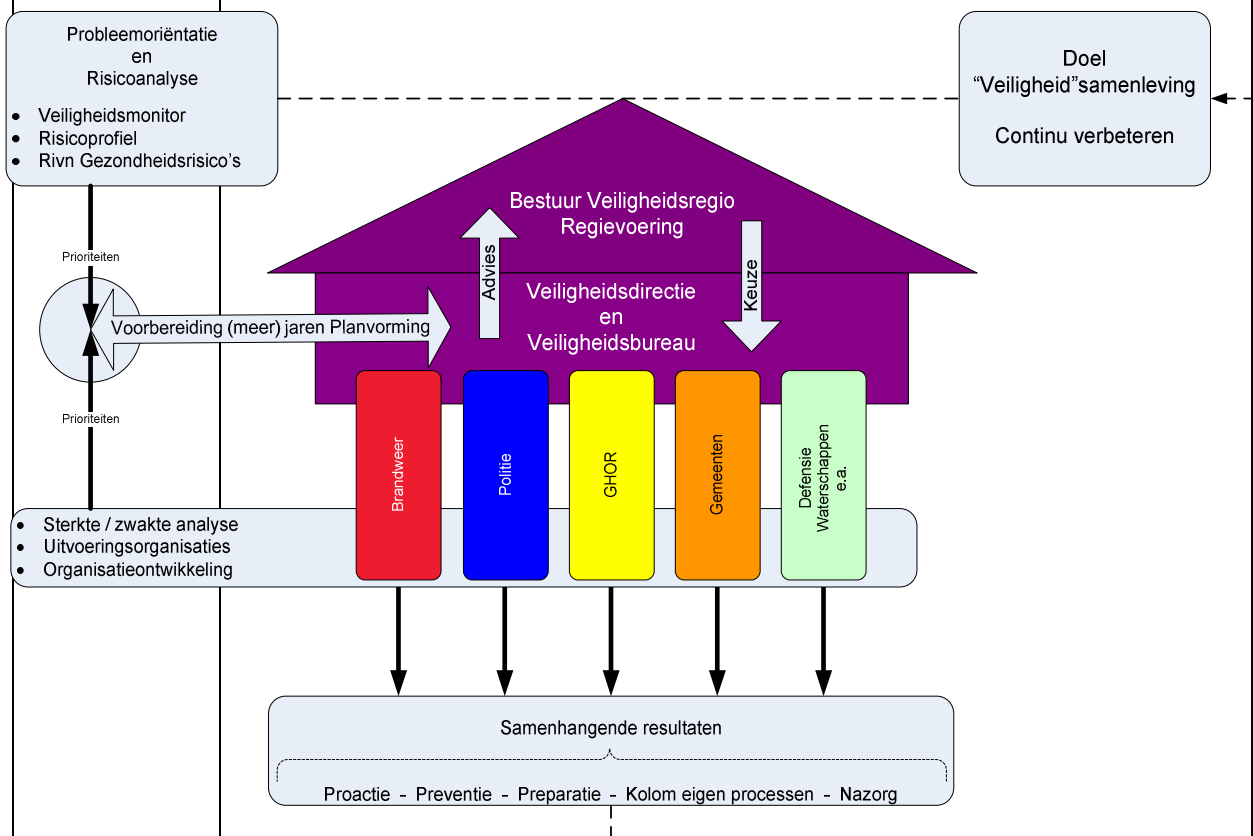 Probleemoriëntatie
en
Risicoanalyse
• Veiligheidsmonitor
• Risicoprofiel
• Rivn Gezondheidsrisico’s
Doel
“Veiligheid”samenleving
Continu verbeteren
Bestuur Veiligheidsregio
Regievoering
Advies
Keuze
Veiligheidsdirectie
en
Veiligheidsbureau
Prioriteiten
Voorbereiding (meer) jaren Planvorming
Prioriteiten
Brandweer
Politie
GHOR
Gemeenten
Defensie
Waterschappen
e.a.
• Sterkte / zwakte analyse
• Uitvoeringsorganisaties
• Organisatieontwikkeling
Samenhangende resultaten
Proactie - Preventie - Preparatie - Kolom eigen processen - Nazorg